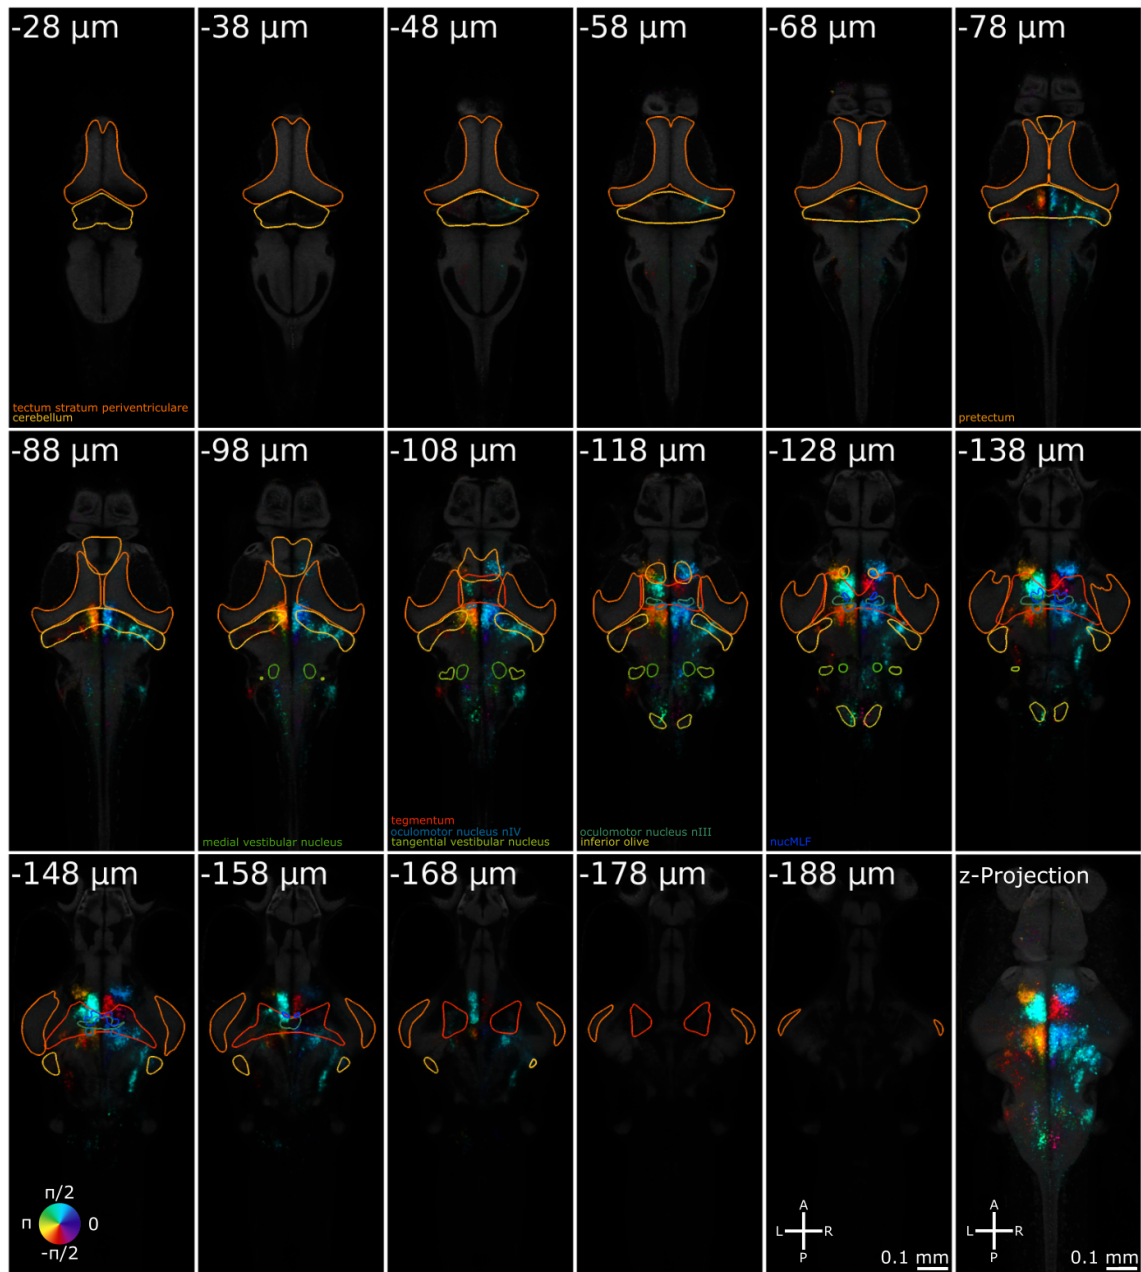 -28 µm
-38 µm
-48 µm
-58 µm
-68 µm
-78 µm
tectum stratum periventriculare
cerebellum
pretectum
-88 µm
-98 µm
-108 µm
-118 µm
-128 µm
-138 µm
medial vestibular nucleus
tegmentum
oculomotor nucleus nIV
tangential vestibular nucleus
oculomotor nucleus nIII
inferior olive
nucMLF
-148 µm
-158 µm
-168 µm
-178 µm
-188 µm
z-Projection
π/2
π 0
-π/2
A
L R
P
0.1 mm
A
L R
P
0.1 mm